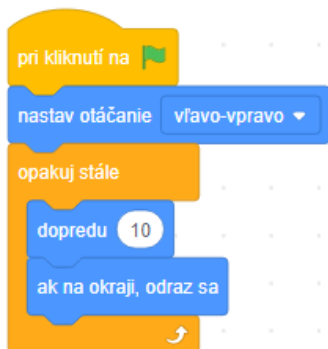 pri kliknutí na
nastav otáčanie vľavo-vpravo
opakuj stále
dopredu 10
ak na okraji, odraz sa